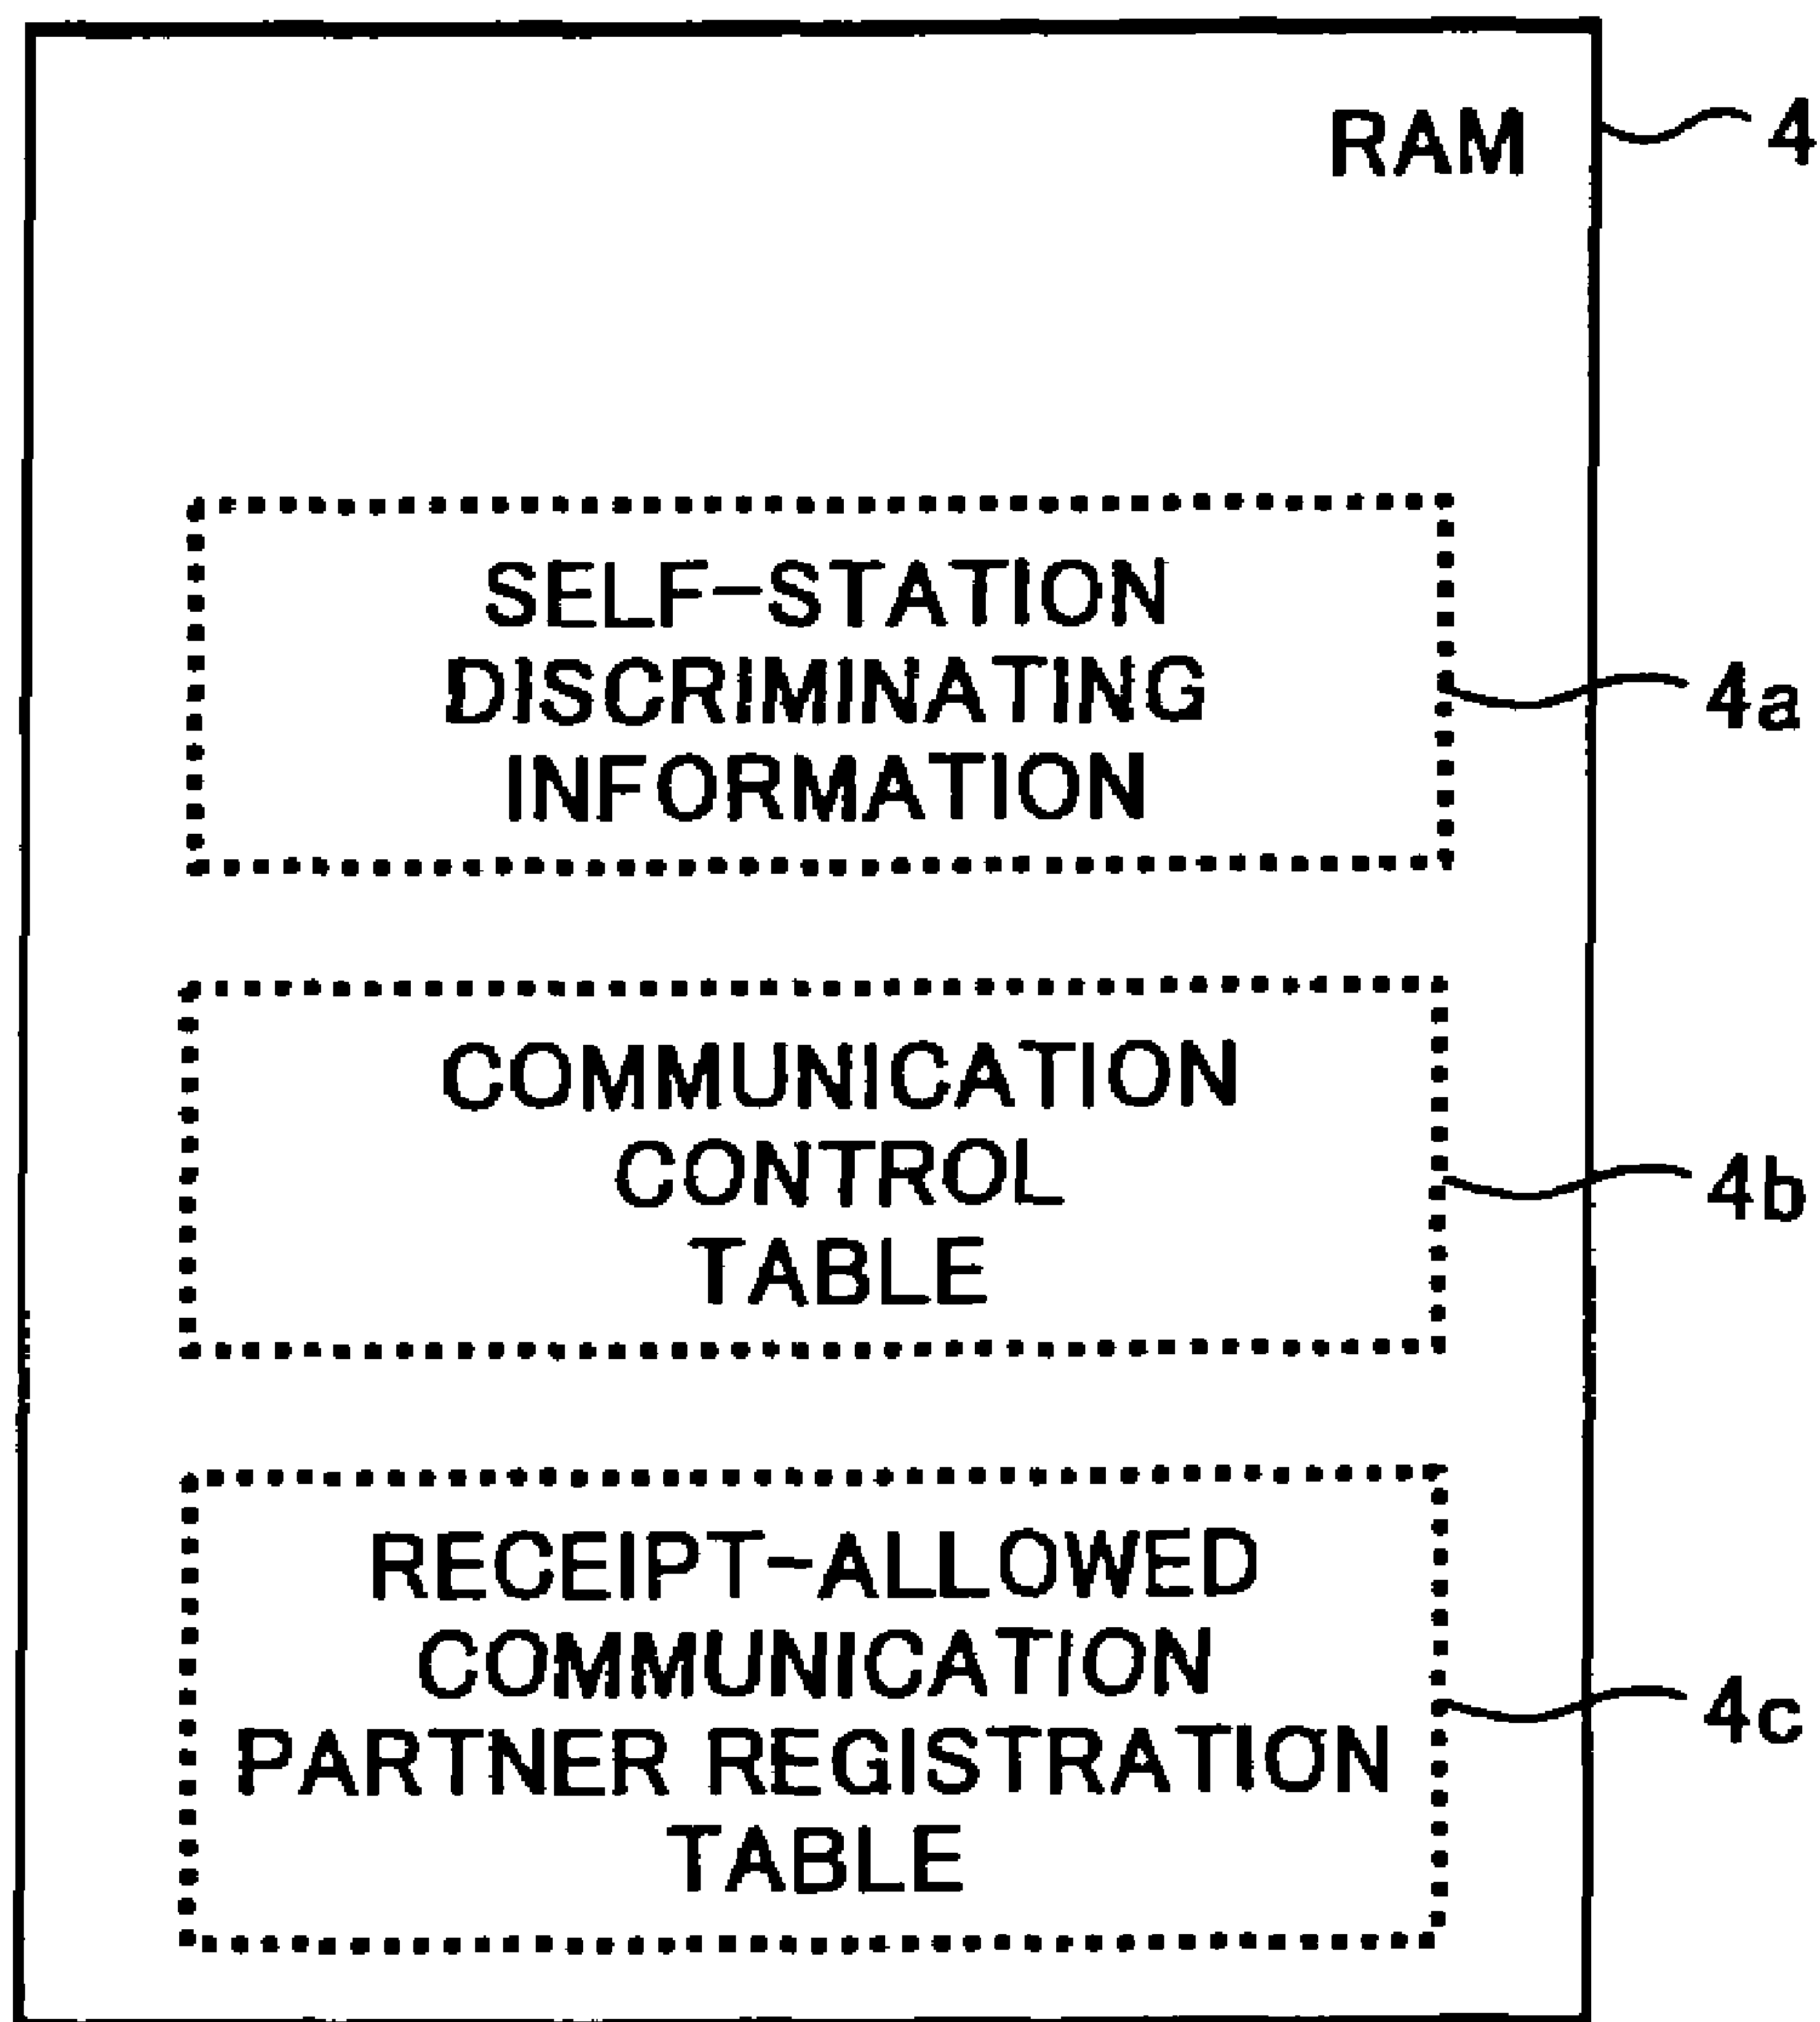 RAM
4
SELF-STATION
DISCRIMINATING
INFORMATION
4a
COMMUNICATION
CONTROL
TABLE
4b
RECEIPT-ALLOWED
COMMUNICATION
PARTNER REGISTRATION
TABLE
4c